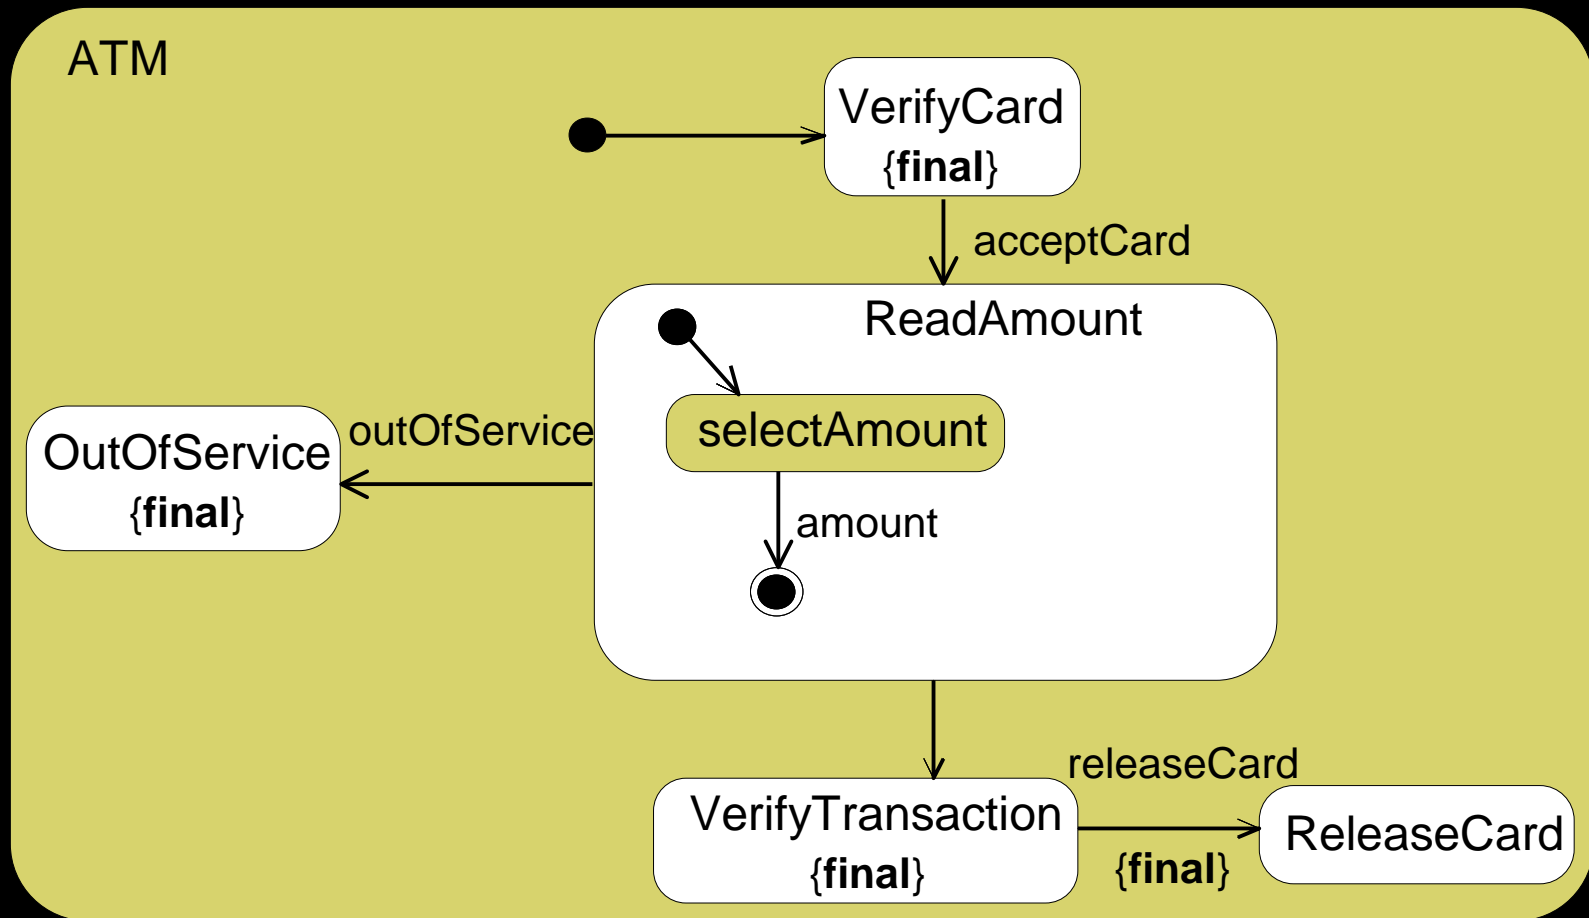 ATM
VerifyCard
{final}
acceptCard
ReadAmount
selectAmount
amount
outOfService
OutOfService
{final}
releaseCard
VerifyTransaction
{final}
{final}
ReleaseCard